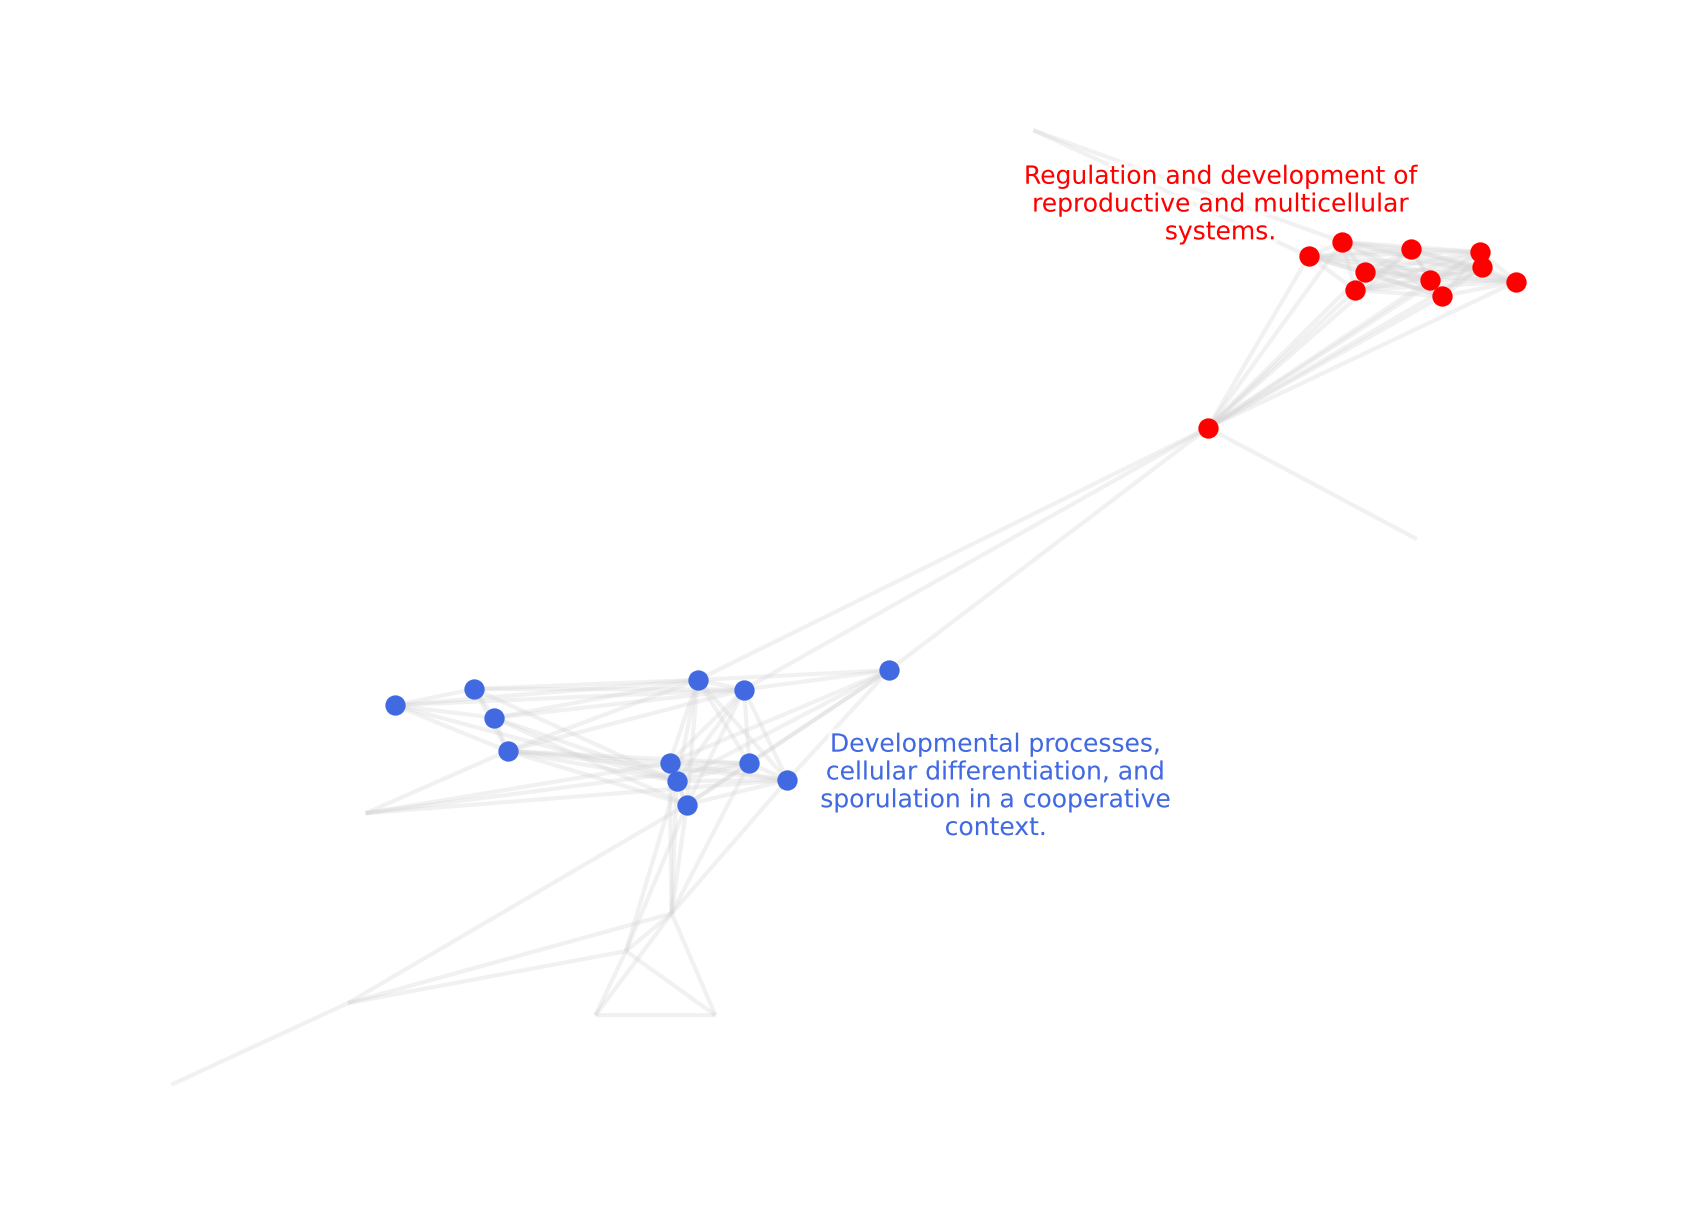 Regulation and development of
reproductive and multicellular
systems.
Developmental processes,
cellular differentiation, and
sporulation in a cooperative
context.